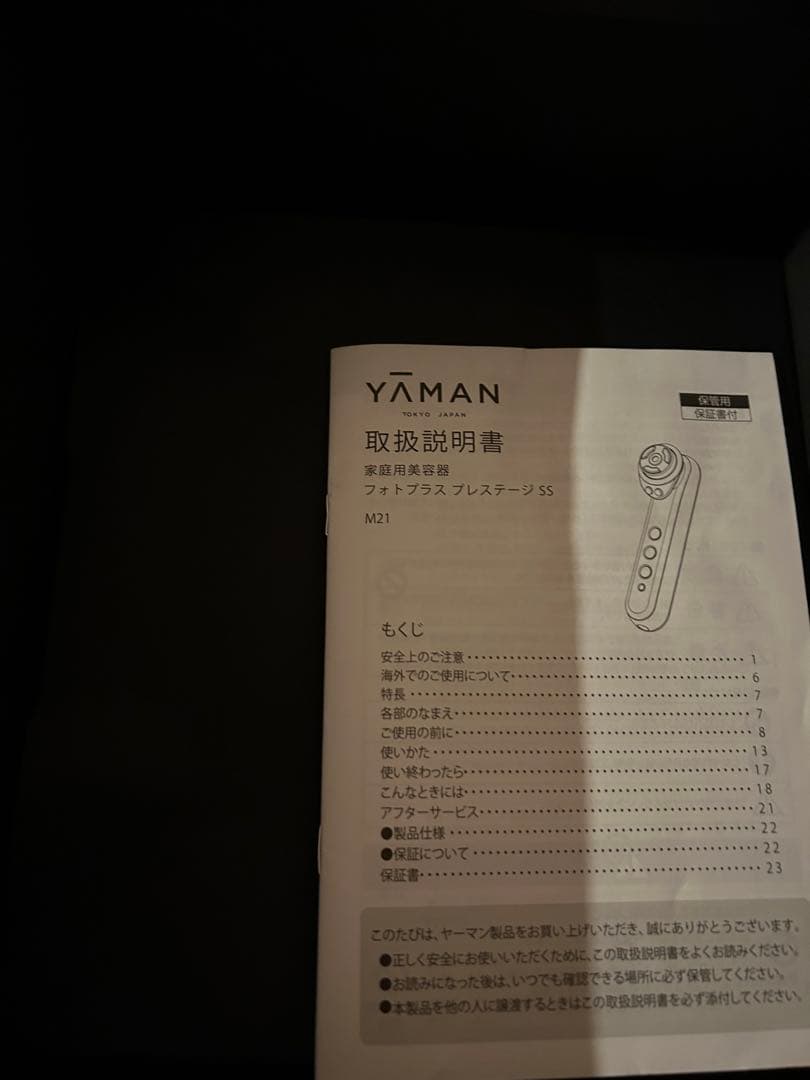 YĀMAN
TOKYO JAPAN
保管用
保証書付
取扱説明書
家庭用美容器
フォトプラス プレステージ SS
M21
もくじ
安全上のご注意 1
海外でのご使用について 6
特長 7
各部のなまえ 7
ご使用の前に 8
使いかた 13
使い終わったら 17
こんなときには 18
アフターサービス 21
●製品仕様 22
●保証について 22
保証書 23
このたびは、ヤーマン製品をお買い上げいただき、誠にありがとうございます。
●正しく安全にお使いいただくために、この取扱説明書をよくお読みください。
●お読みになった後は、いつでも確認できる場所に必ず保管してください。
●本製品を他の人に譲渡するときはこの取扱説明書を必ず添付してください。